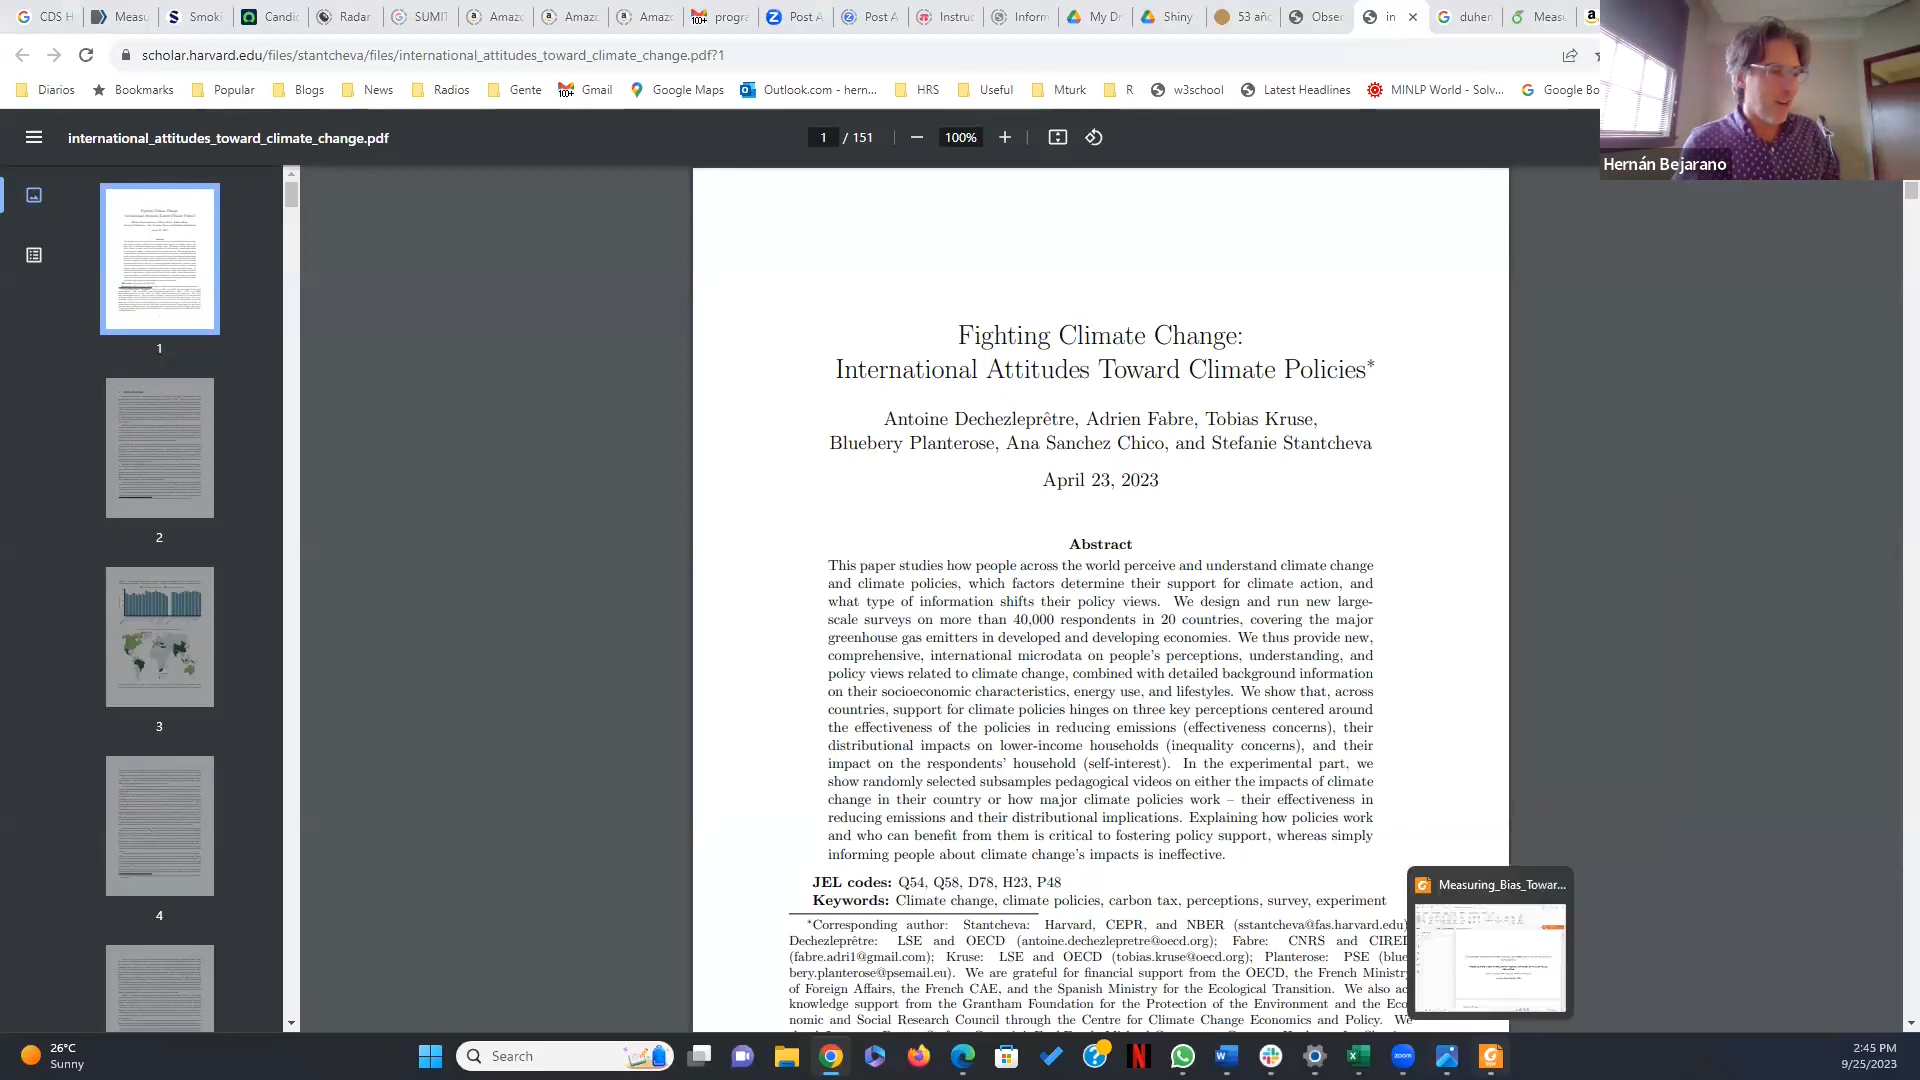 CDS H
Measu
Smoki
Candic
Radar
SUMIT
Amazo
Amazo
Amazo
progra
Post A
Post A
Instruc
Inform
My Dr
Shiny
53 año
Obser
in
duhen
Measu
scholar.harvard.edu/files/stantcheva/files/international_attitudes_toward_climate_change.pdf?1
Diarios
Bookmarks
Popular
Blogs
News
Radios
Gente
Gmail
Google Maps
Outlook.com - hern...
HRS
Useful
Mturk
R
w3school
Latest Headlines
MINLP World - Solv...
Google Bo
Hernán Bejarano
international_attitudes_toward_climate_change.pdf
1 / 151
100%
1
2
3
4
Fighting Climate Change:
International Attitudes Toward Climate Policies*
Antoine Dechezleprêtre, Adrien Fabre, Tobias Kruse,
Bluebery Planterose, Ana Sanchez Chico, and Stefanie Stantcheva
April 23, 2023
Abstract
This paper studies how people across the world perceive and understand climate change
and climate policies, which factors determine their support for climate action, and
what type of information shifts their policy views. We design and run new large-
scale surveys on more than 40,000 respondents in 20 countries, covering the major
greenhouse gas emitters in developed and developing economies. We thus provide new,
comprehensive, international microdata on people's perceptions, understanding, and
policy views related to climate change, combined with detailed background information
on their socioeconomic characteristics, energy use, and lifestyles. We show that, across
countries, support for climate policies hinges on three key perceptions centered around
the effectiveness of the policies in reducing emissions (effectiveness concerns), their
distributional impacts on lower-income households (inequality concerns), and their
impact on the respondents' household (self-interest). In the experimental part, we
show randomly selected subsamples pedagogical videos on either the impacts of climate
change in their country or how major climate policies work – their effectiveness in
reducing emissions and their distributional implications. Explaining how policies work
and who can benefit from them is critical to fostering policy support, whereas simply
informing people about climate change's impacts is ineffective.
JEL codes: Q54, Q58, D78, H23, P48
Keywords: Climate change, climate policies, carbon tax, perceptions, survey, experiment
*Corresponding author: Stantcheva: Harvard, CEPR, and NBER (sstantcheva@fas.harvard.edu)
Dechezleprêtre: LSE and OECD (antoine.dechezlepretre@oecd.org); Fabre: CNRS and CIRED
(fabre.adri1@gmail.com); Kruse: LSE and OECD (tobias.kruse@oecd.org); Planterose: PSE (blue
bery.planterose@psemail.eu). We are grateful for financial support from the OECD, the French Ministry
of Foreign Affairs, the French CAE, and the Spanish Ministry for the Ecological Transition. We also ac
knowledge support from the Grantham Foundation for the Protection of the Environment and the Eco
nomic and Social Research Council through the Centre for Climate Change Economics and Policy. We
Measuring_Bias_Towar...
26°C
Sunny
Search
2:45 PM
9/25/2023